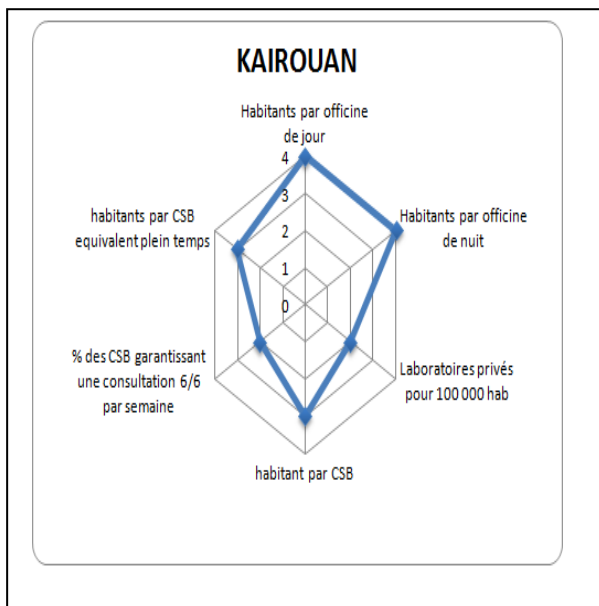 KAIROUAN
Habitants par officine
de jour
4
3
2
1
0
Habitants par officine
de nuit
Laboratoires privés
pour 100 000 hab
habitant par CSB
% des CSB garantissant
une consultation 6/6
par semaine
habitants par CSB
equivalent plein temps